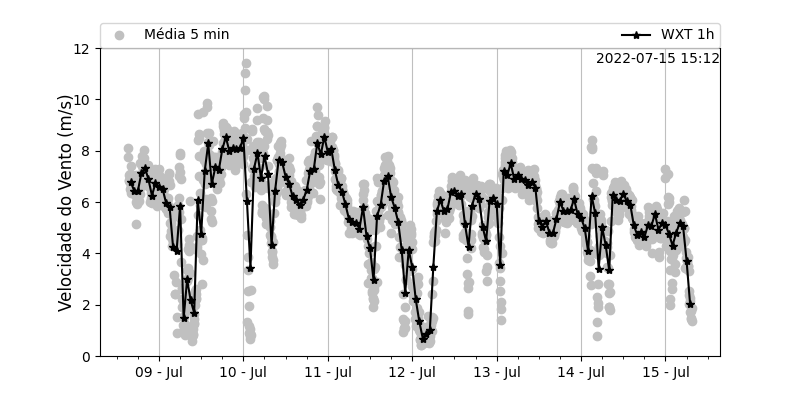 Média 5 min
WXT 1h
2022-07-15 15:12
Velocidade do Vento (m/s)
12
10
8
6
4
2
0
09 - Jul 10 - Jul 11 - Jul 12 - Jul 13 - Jul 14 - Jul 15 - Jul